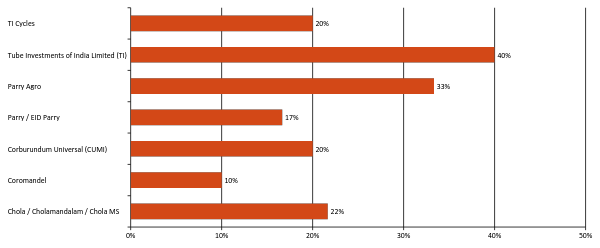 TI Cycles 20%
Tube Investments of India Limited (TI) 40%
Parry Agro 33%
Parry / EID Parry 17%
Corburundum Universal (CUMI) 20%
Coromandel 10%
Chola / Cholamandalam / Chola MS 22%
0% 10% 20% 30% 40% 50%